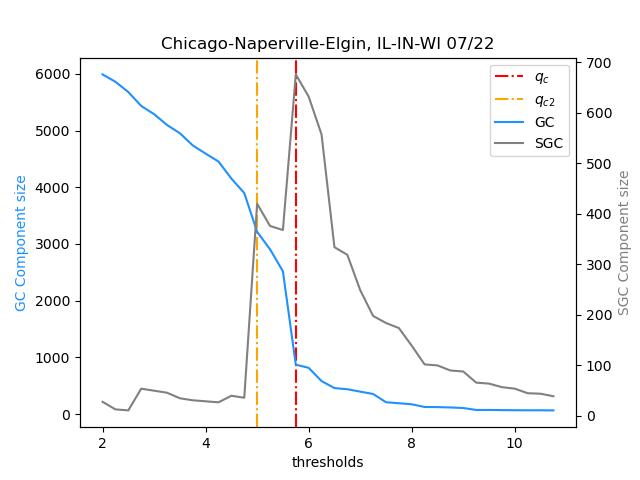 Chicago-Naperville-Elgin, IL-IN-WI 07/22
GC Component size
6000
5000
4000
3000
2000
1000
0
2
4
6
8
10
thresholds
700
600
500
400
300
200
100
0
SGC Component size
q_c
q_{c2}
GC
SGC